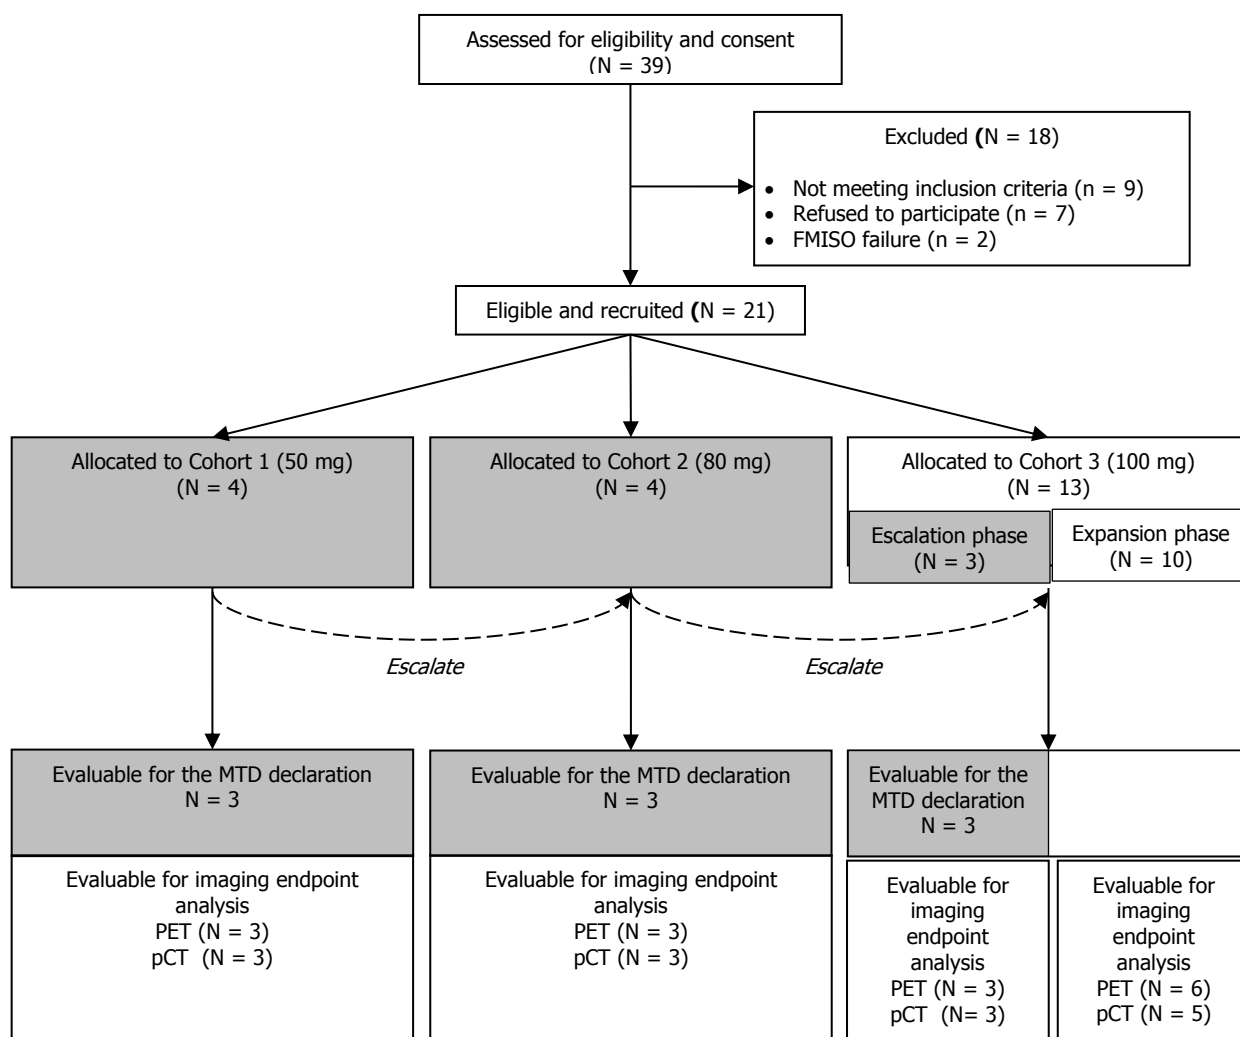 Assessed for eligibility and consent
(N = 39)
Excluded (N = 18)
• Not meeting inclusion criteria (n = 9)
• Refused to participate (n = 7)
• FMISO failure (n = 2)
Eligible and recruited (N = 21)
Allocated to Cohort 1 (50 mg)
(N = 4)
Allocated to Cohort 2 (80 mg)
(N = 4)
Allocated to Cohort 3 (100 mg)
(N = 13)
Escalation phase
(N = 3)
Expansion phase
(N = 10)
Escalate
Escalate
Evaluable for the MTD declaration
N = 3
Evaluable for the MTD declaration
N = 3
Evaluable for the
MTD declaration
N = 3
Evaluable for imaging endpoint
analysis
PET (N = 3)
pCT (N = 3)
Evaluable for imaging endpoint
analysis
PET (N = 3)
pCT (N = 3)
Evaluable for
imaging
endpoint
analysis
PET (N = 3)
pCT (N= 3)
Evaluable for
imaging
endpoint
analysis
PET (N = 6)
pCT (N = 5)